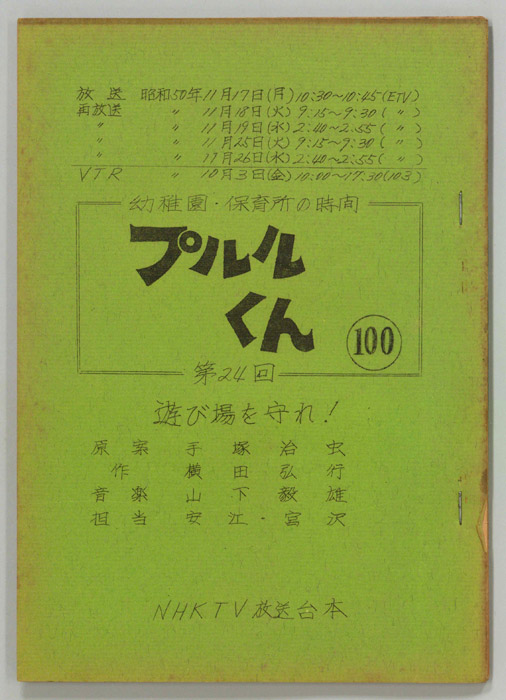 放送 昭和50年11月17日(月)10:30~10:45(ETV)
再放送 〃 11月18日(火)9:15~9:30(〃)
〃 〃 11月19日(水)2:40~2:55(〃)
〃 〃 11月25日(火)9:15~9:30(〃)
〃 〃 11月26日(水)2:40~2:55(〃)
VTR 〃 10月3日(金)10:00~17:30(103)
幼稚園・保育所の時間
プルル
くん
100
第24回
遊び場を守れ!
原案 手塚治虫
作 横田弘行
音楽 山下毅雄
担当 安江・宮沢
NHKTV放送台本